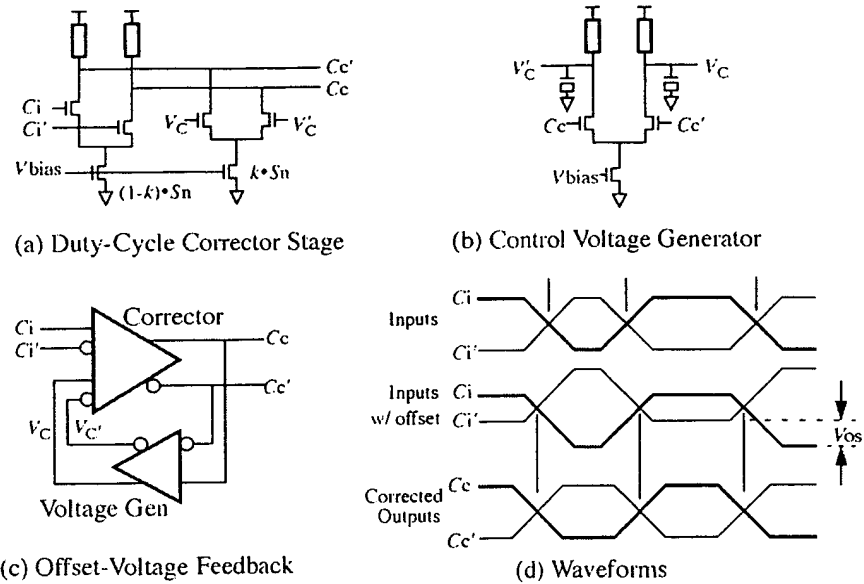 Cc'
Cc
Ci
Ci'
VC
V'C
Vbias
(1-k)•Sn
k•Sn
(a) Duty-Cycle Corrector Stage
V'C
VC
Cc
Cc'
Vbias
(b) Control Voltage Generator
Corrector
Ci
Ci'
Cc
Cc'
VC
VC'
Voltage Gen
(c) Offset-Voltage Feedback
Inputs
Ci
Ci'
Inputs
w/ offset
Ci
Ci'
Vos
Corrected
Outputs
Cc
Cc'
(d) Waveforms